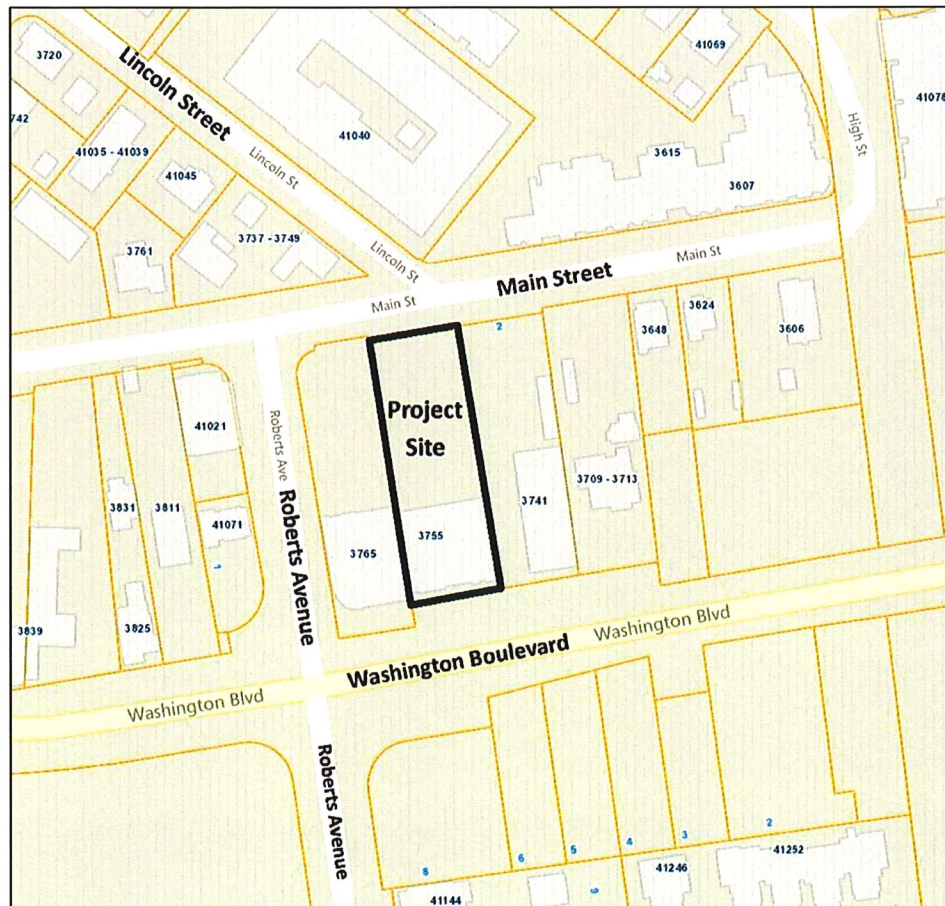 3720
Lincoln Street
41069
742
41035 - 41039
Lincoln St
41040
41078
High St
41045
3615
3607
3737 - 3749
3761
Lincoln St
Main Street
Main St
Main St
2
3648
3624
3606
41021
Roberts Ave
Project
Site
3831
3811
41071
3765
3755
3741
3709 - 3713
1
Roberts Avenue
3839
3825
Washington Boulevard
Washington Blvd
Washington Blvd
Roberts Avenue
8
6
5
4
3
2
41144
9
41246
41252